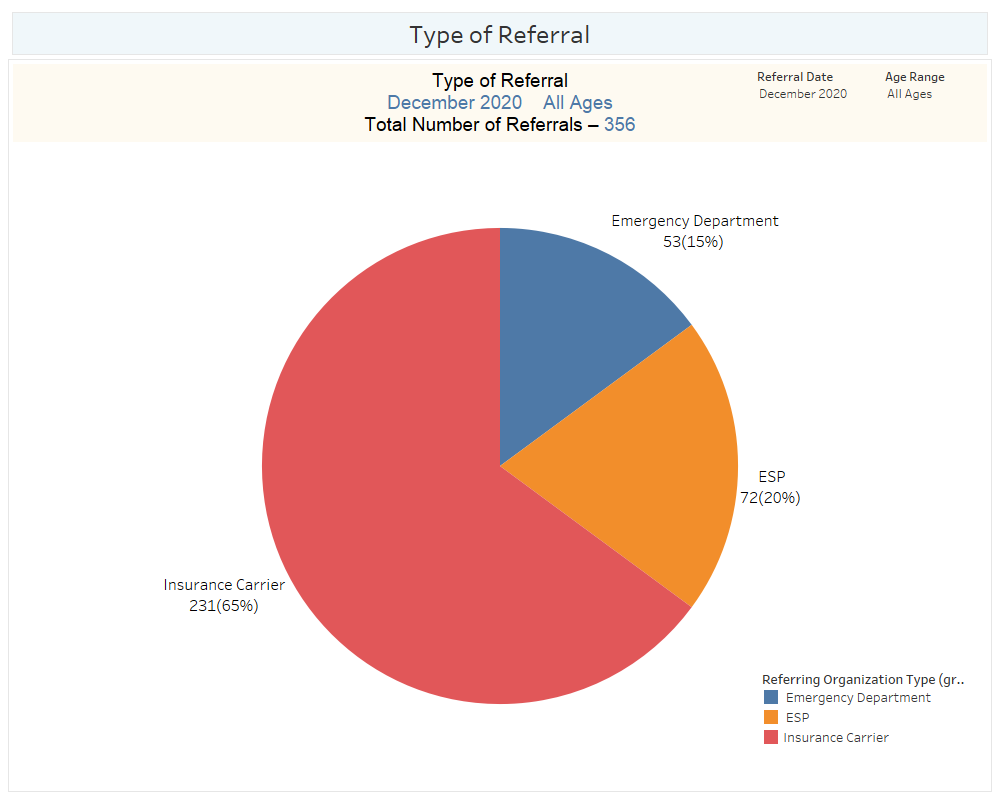 Type of Referral
Type of Referral
December 2020 All Ages
Total Number of Referrals – 356
Referral Date
December 2020
Age Range
All Ages
Emergency Department
53(15%)
ESP
72(20%)
Insurance Carrier
231(65%)
Referring Organization Type (gr..
Emergency Department
ESP
Insurance Carrier